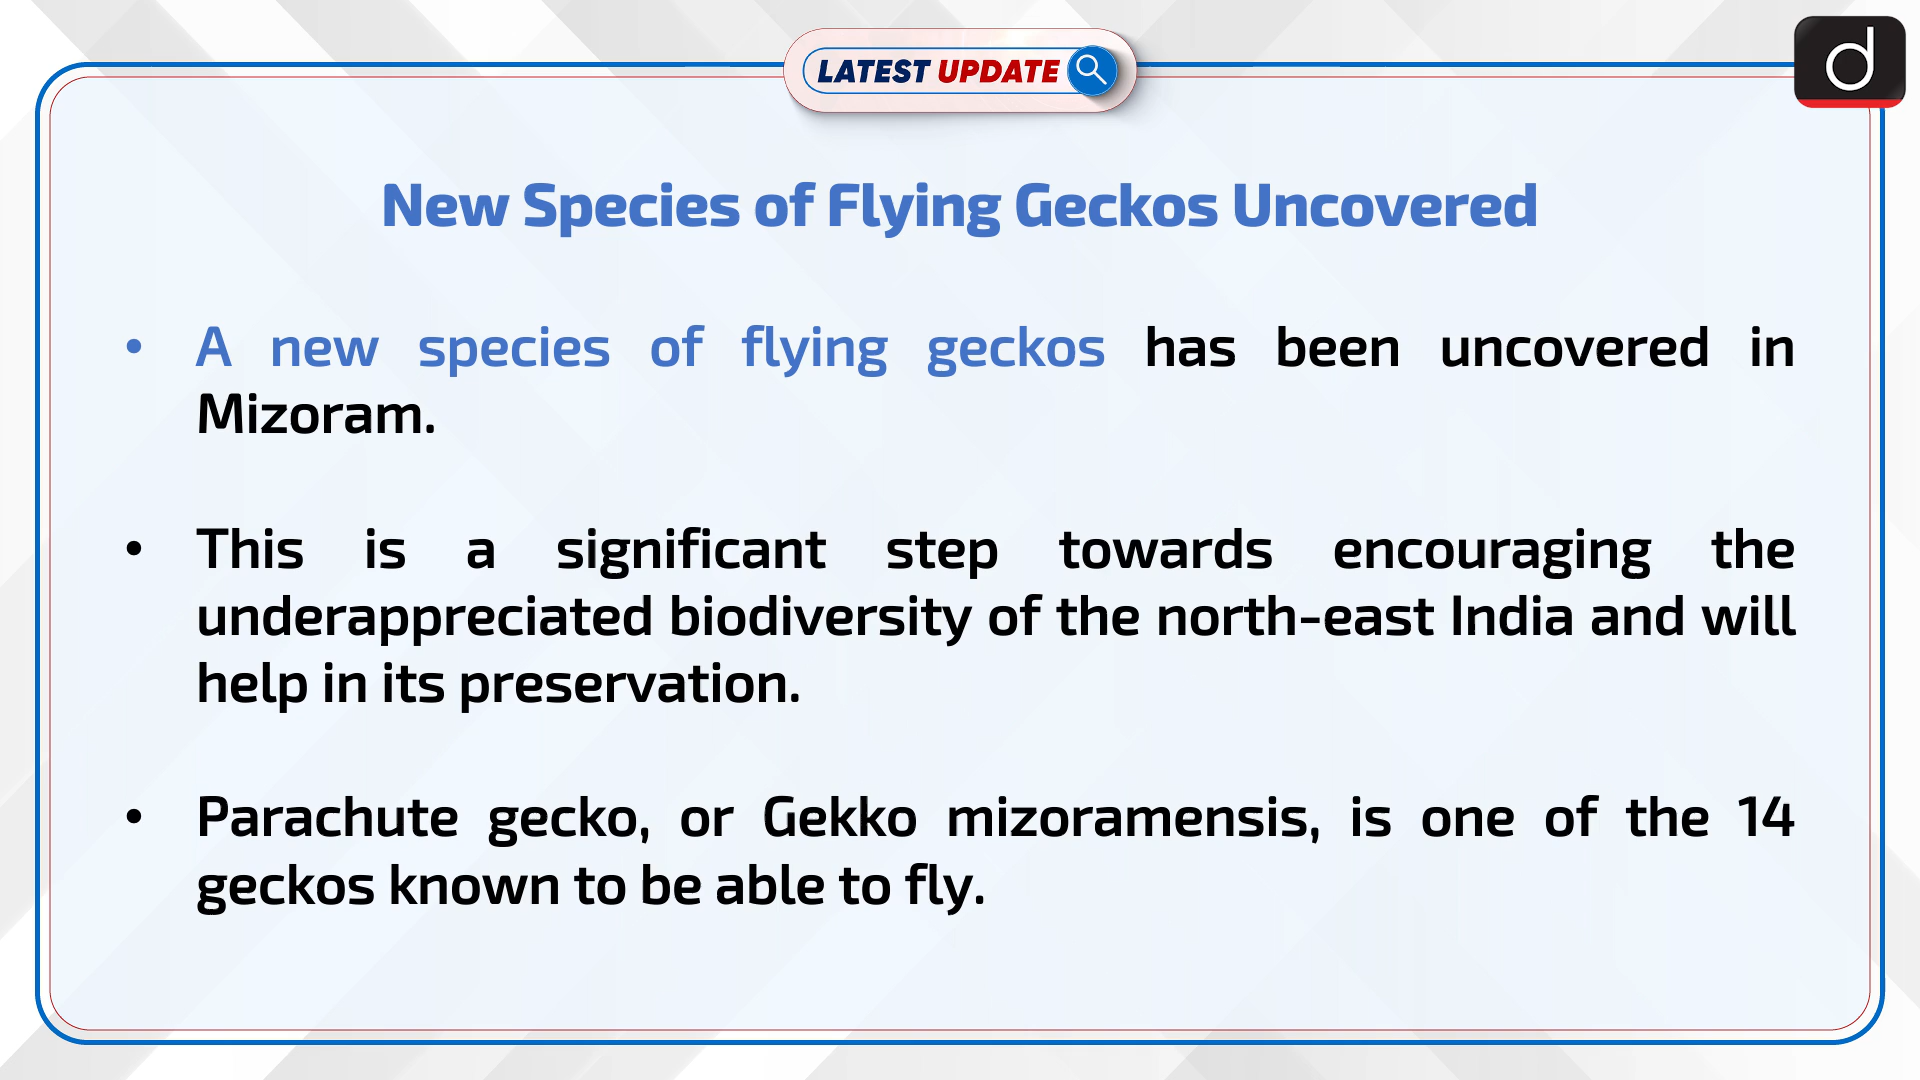 LATEST UPDATE
d
New Species of Flying Geckos Uncovered
• A new species of flying geckos has been uncovered in
Mizoram.
• This is a significant step towards encouraging the
underappreciated biodiversity of the north-east India and will
help in its preservation.
• Parachute gecko, or Gekko mizoramensis, is one of the 14
geckos known to be able to fly.